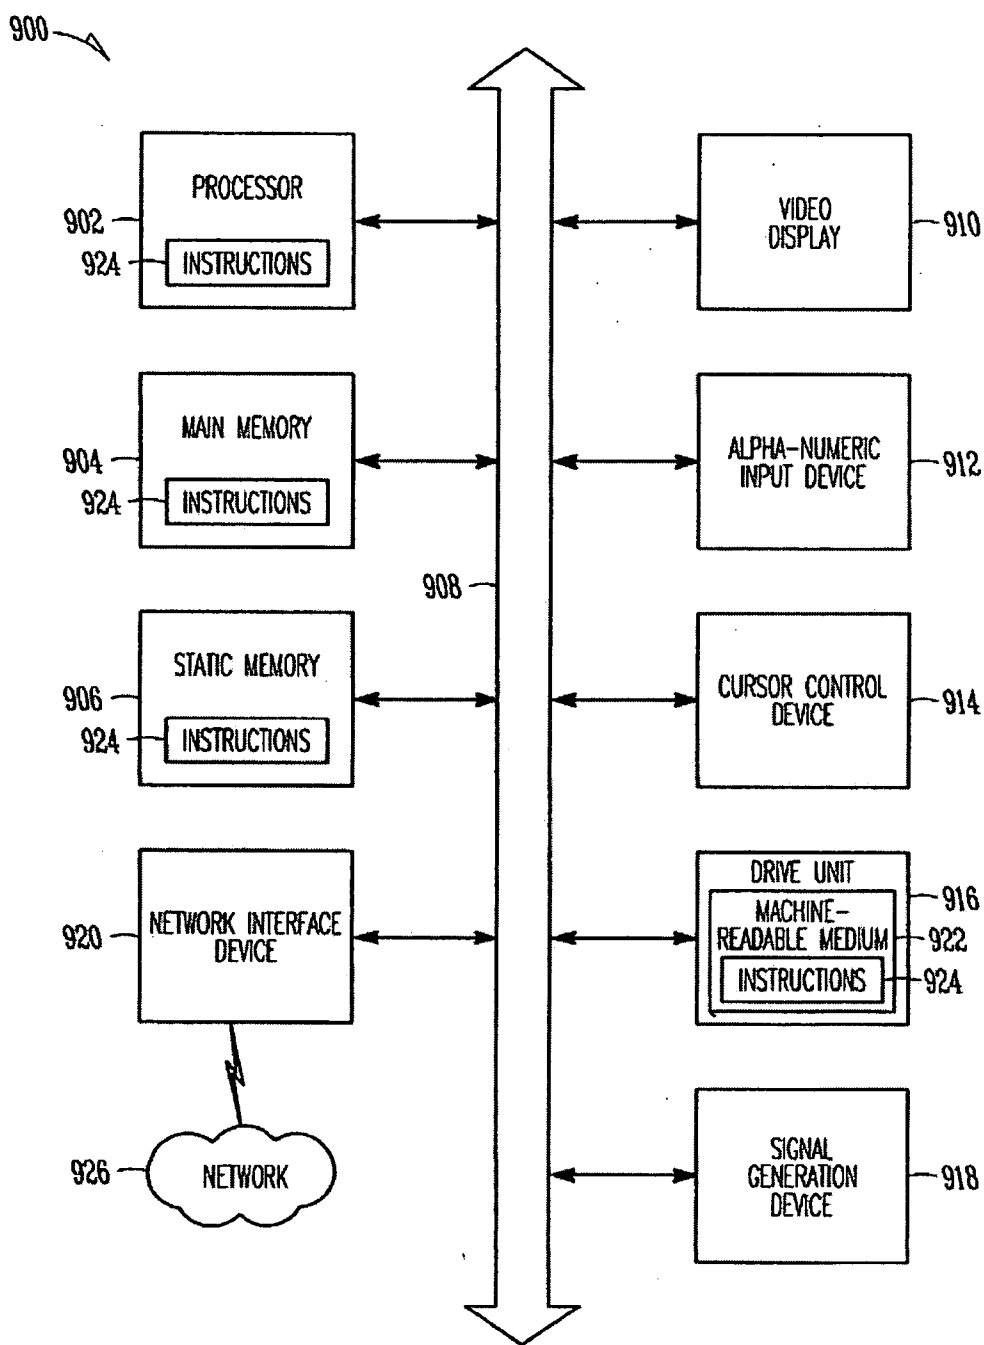 900
PROCESSOR
902
924
INSTRUCTIONS
VIDEO
DISPLAY
910
MAIN MEMORY
904
924
INSTRUCTIONS
ALPHA-NUMERIC
INPUT DEVICE
912
908
STATIC MEMORY
906
924
INSTRUCTIONS
CURSOR CONTROL
DEVICE
914
920
NETWORK INTERFACE
DEVICE
DRIVE UNIT
916
MACHINE-
READABLE MEDIUM
922
INSTRUCTIONS
924
926
NETWORK
SIGNAL
GENERATION
DEVICE
918